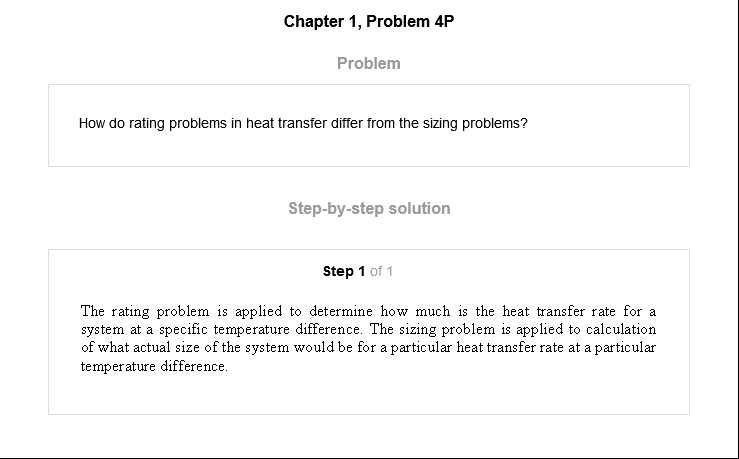 Chapter 1, Problem 4P
Problem
How do rating problems in heat transfer differ from the sizing problems?
Step-by-step solution
Step 1 of 1
The rating problem is applied to determine how much is the heat transfer rate for a
system at a specific temperature difference. The sizing problem is applied to calculation
of what actual size of the system would be for a particular heat transfer rate at a particular
temperature difference.